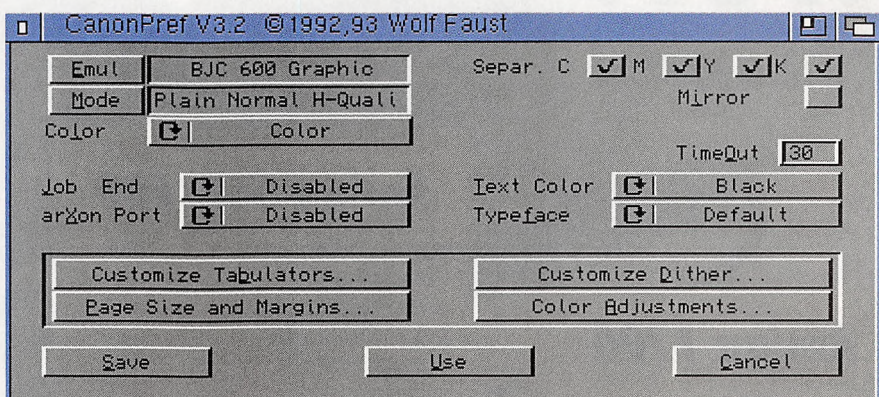 CanonPref V3.2 ©1992,93 Wolf Faust
Emul BJC 600 Graphic Separ. C M Y K
Mode Plain Normal H-Quali Mirror
Color Color
TimeOut 30
Job End Disabled Text Color Black
arXon Port Disabled Typeface Default
Customize Tabulators... Customize Dither...
Page Size and Margins... Color Adjustments...
Save Use Cancel